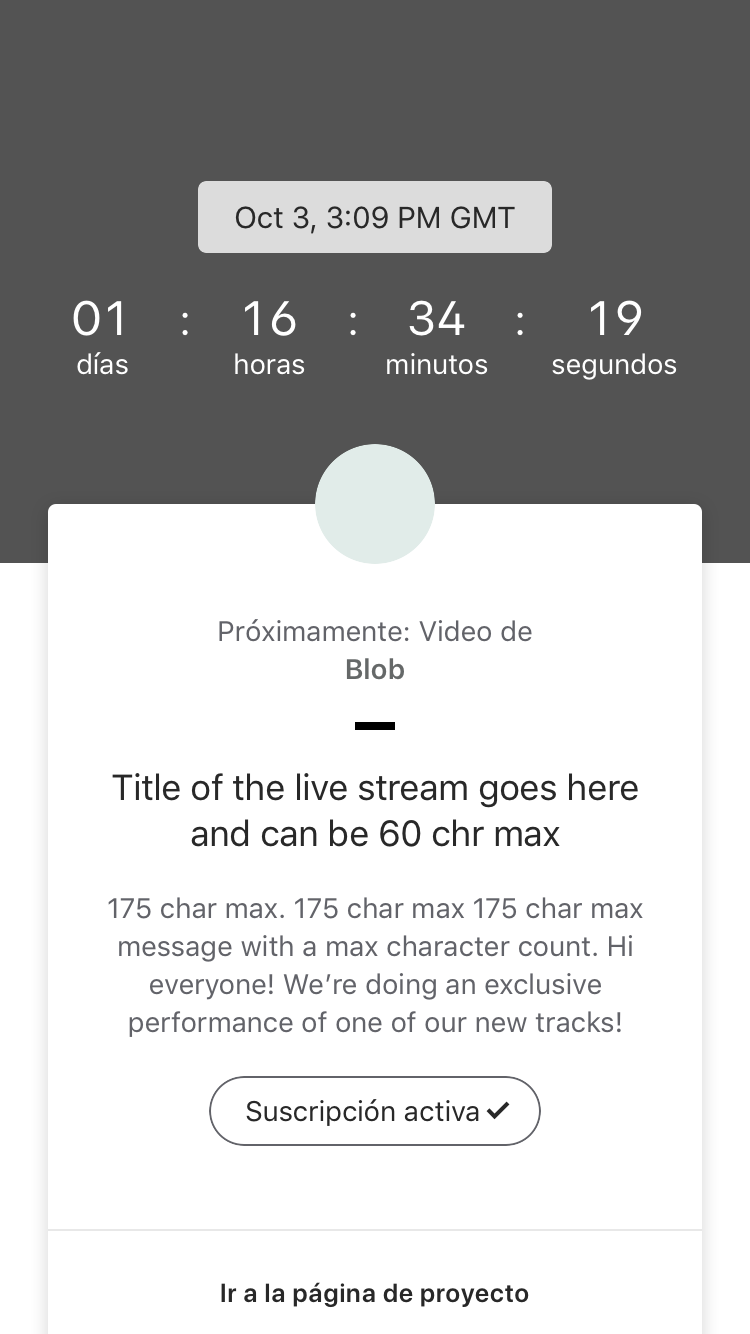 Oct 3, 3:09 PM GMT
01 : 16 : 34 : 19
días horas minutos segundos
Próximamente: Video de
Blob
Title of the live stream goes here
and can be 60 chr max
175 char max. 175 char max 175 char max
message with a max character count. Hi
everyone! We’re doing an exclusive
performance of one of our new tracks!
Suscripción activa
Ir a la página de proyecto